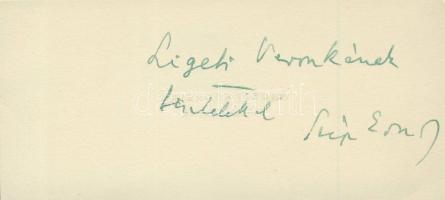 Ligeti Veronkának
tisztelettel
Szép Ernő